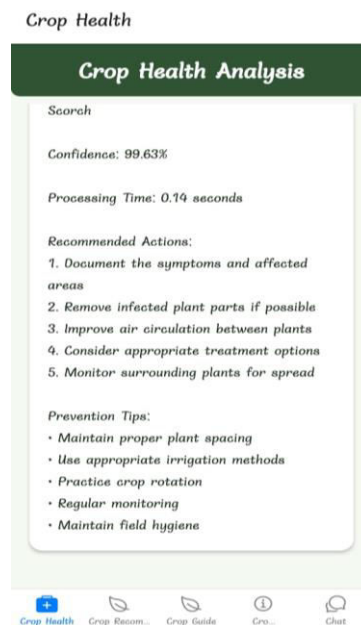 Crop Health
Crop Health Analysis
Scorch
Confidence: 99.63%
Processing Time: 0.14 seconds
Recommended Actions:
1. Document the symptoms and affected
areas
2. Remove infected plant parts if possible
3. Improve air circulation between plants
4. Consider appropriate treatment options
5. Monitor surrounding plants for spread
Prevention Tips:
• Maintain proper plant spacing
• Use appropriate irrigation methods
• Practice crop rotation
• Regular monitoring
• Maintain field hygiene
Crop Health Crop Recom... Crop Guide Cro... Chat